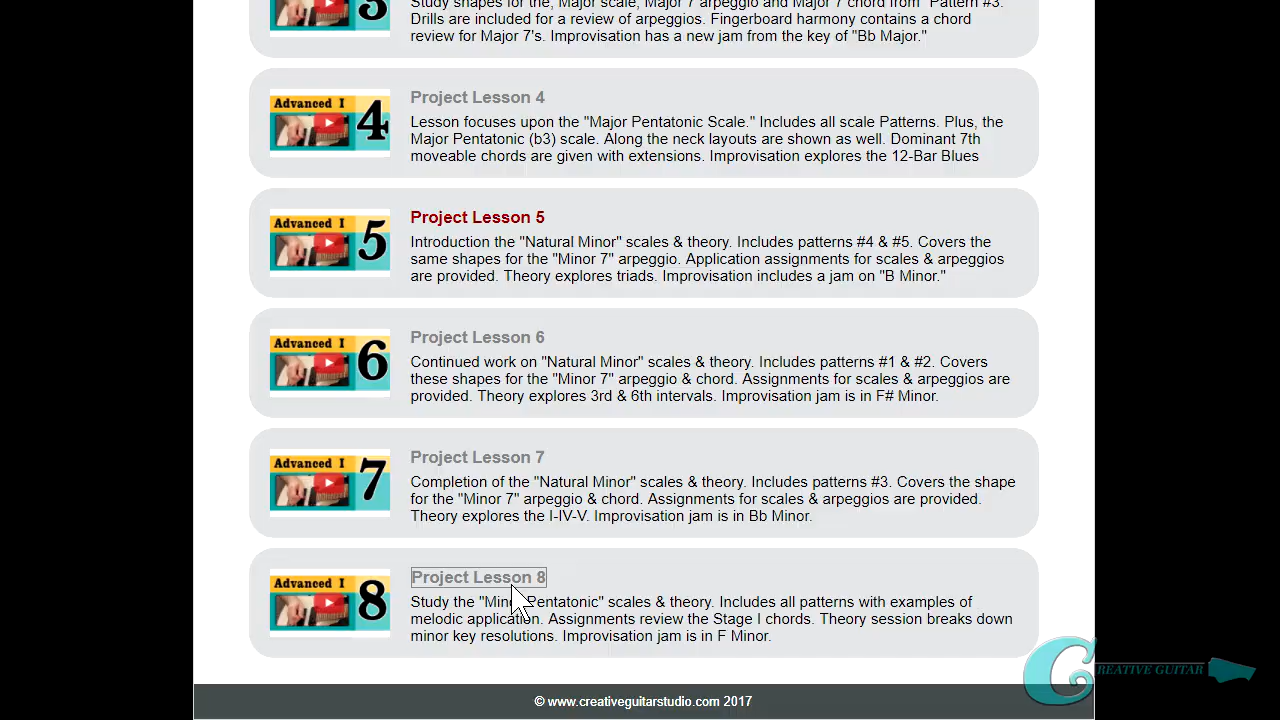 3
Study shapes for the, Major scale, Major 7 arpeggio and Major 7 chord from "Pattern #3."
Drills are included for a review of arpeggios. Fingerboard harmony contains a chord
review for Major 7's. Improvisation has a new jam from the key of "Bb Major."
Advanced I
4
Project Lesson 4
Lesson focuses upon the "Major Pentatonic Scale." Includes all scale Patterns. Plus, the
Major Pentatonic (b3) scale. Along the neck layouts are shown as well. Dominant 7th
moveable chords are given with extensions. Improvisation explores the 12-Bar Blues
Advanced I
5
Project Lesson 5
Introduction the "Natural Minor" scales & theory. Includes patterns #4 & #5. Covers the
same shapes for the "Minor 7" arpeggio. Application assignments for scales & arpeggios
are provided. Theory explores triads. Improvisation includes a jam on "B Minor."
Advanced I
6
Project Lesson 6
Continued work on "Natural Minor" scales & theory. Includes patterns #1 & #2. Covers
these shapes for the "Minor 7" arpeggio & chord. Assignments for scales & arpeggios are
provided. Theory explores 3rd & 6th intervals. Improvisation jam is in F# Minor.
Advanced I
7
Project Lesson 7
Completion of the "Natural Minor" scales & theory. Includes patterns #3. Covers the shape
for the "Minor 7" arpeggio & chord. Assignments for scales & arpeggios are provided.
Theory explores the I-IV-V. Improvisation jam is in Bb Minor.
Advanced I
8
Project Lesson 8
Study the "Minor Pentatonic" scales & theory. Includes all patterns with examples of
melodic application. Assignments review the Stage I chords. Theory session breaks down
minor key resolutions. Improvisation jam is in F Minor.
CREATIVE GUITAR
© www.creativeguitarstudio.com 2017